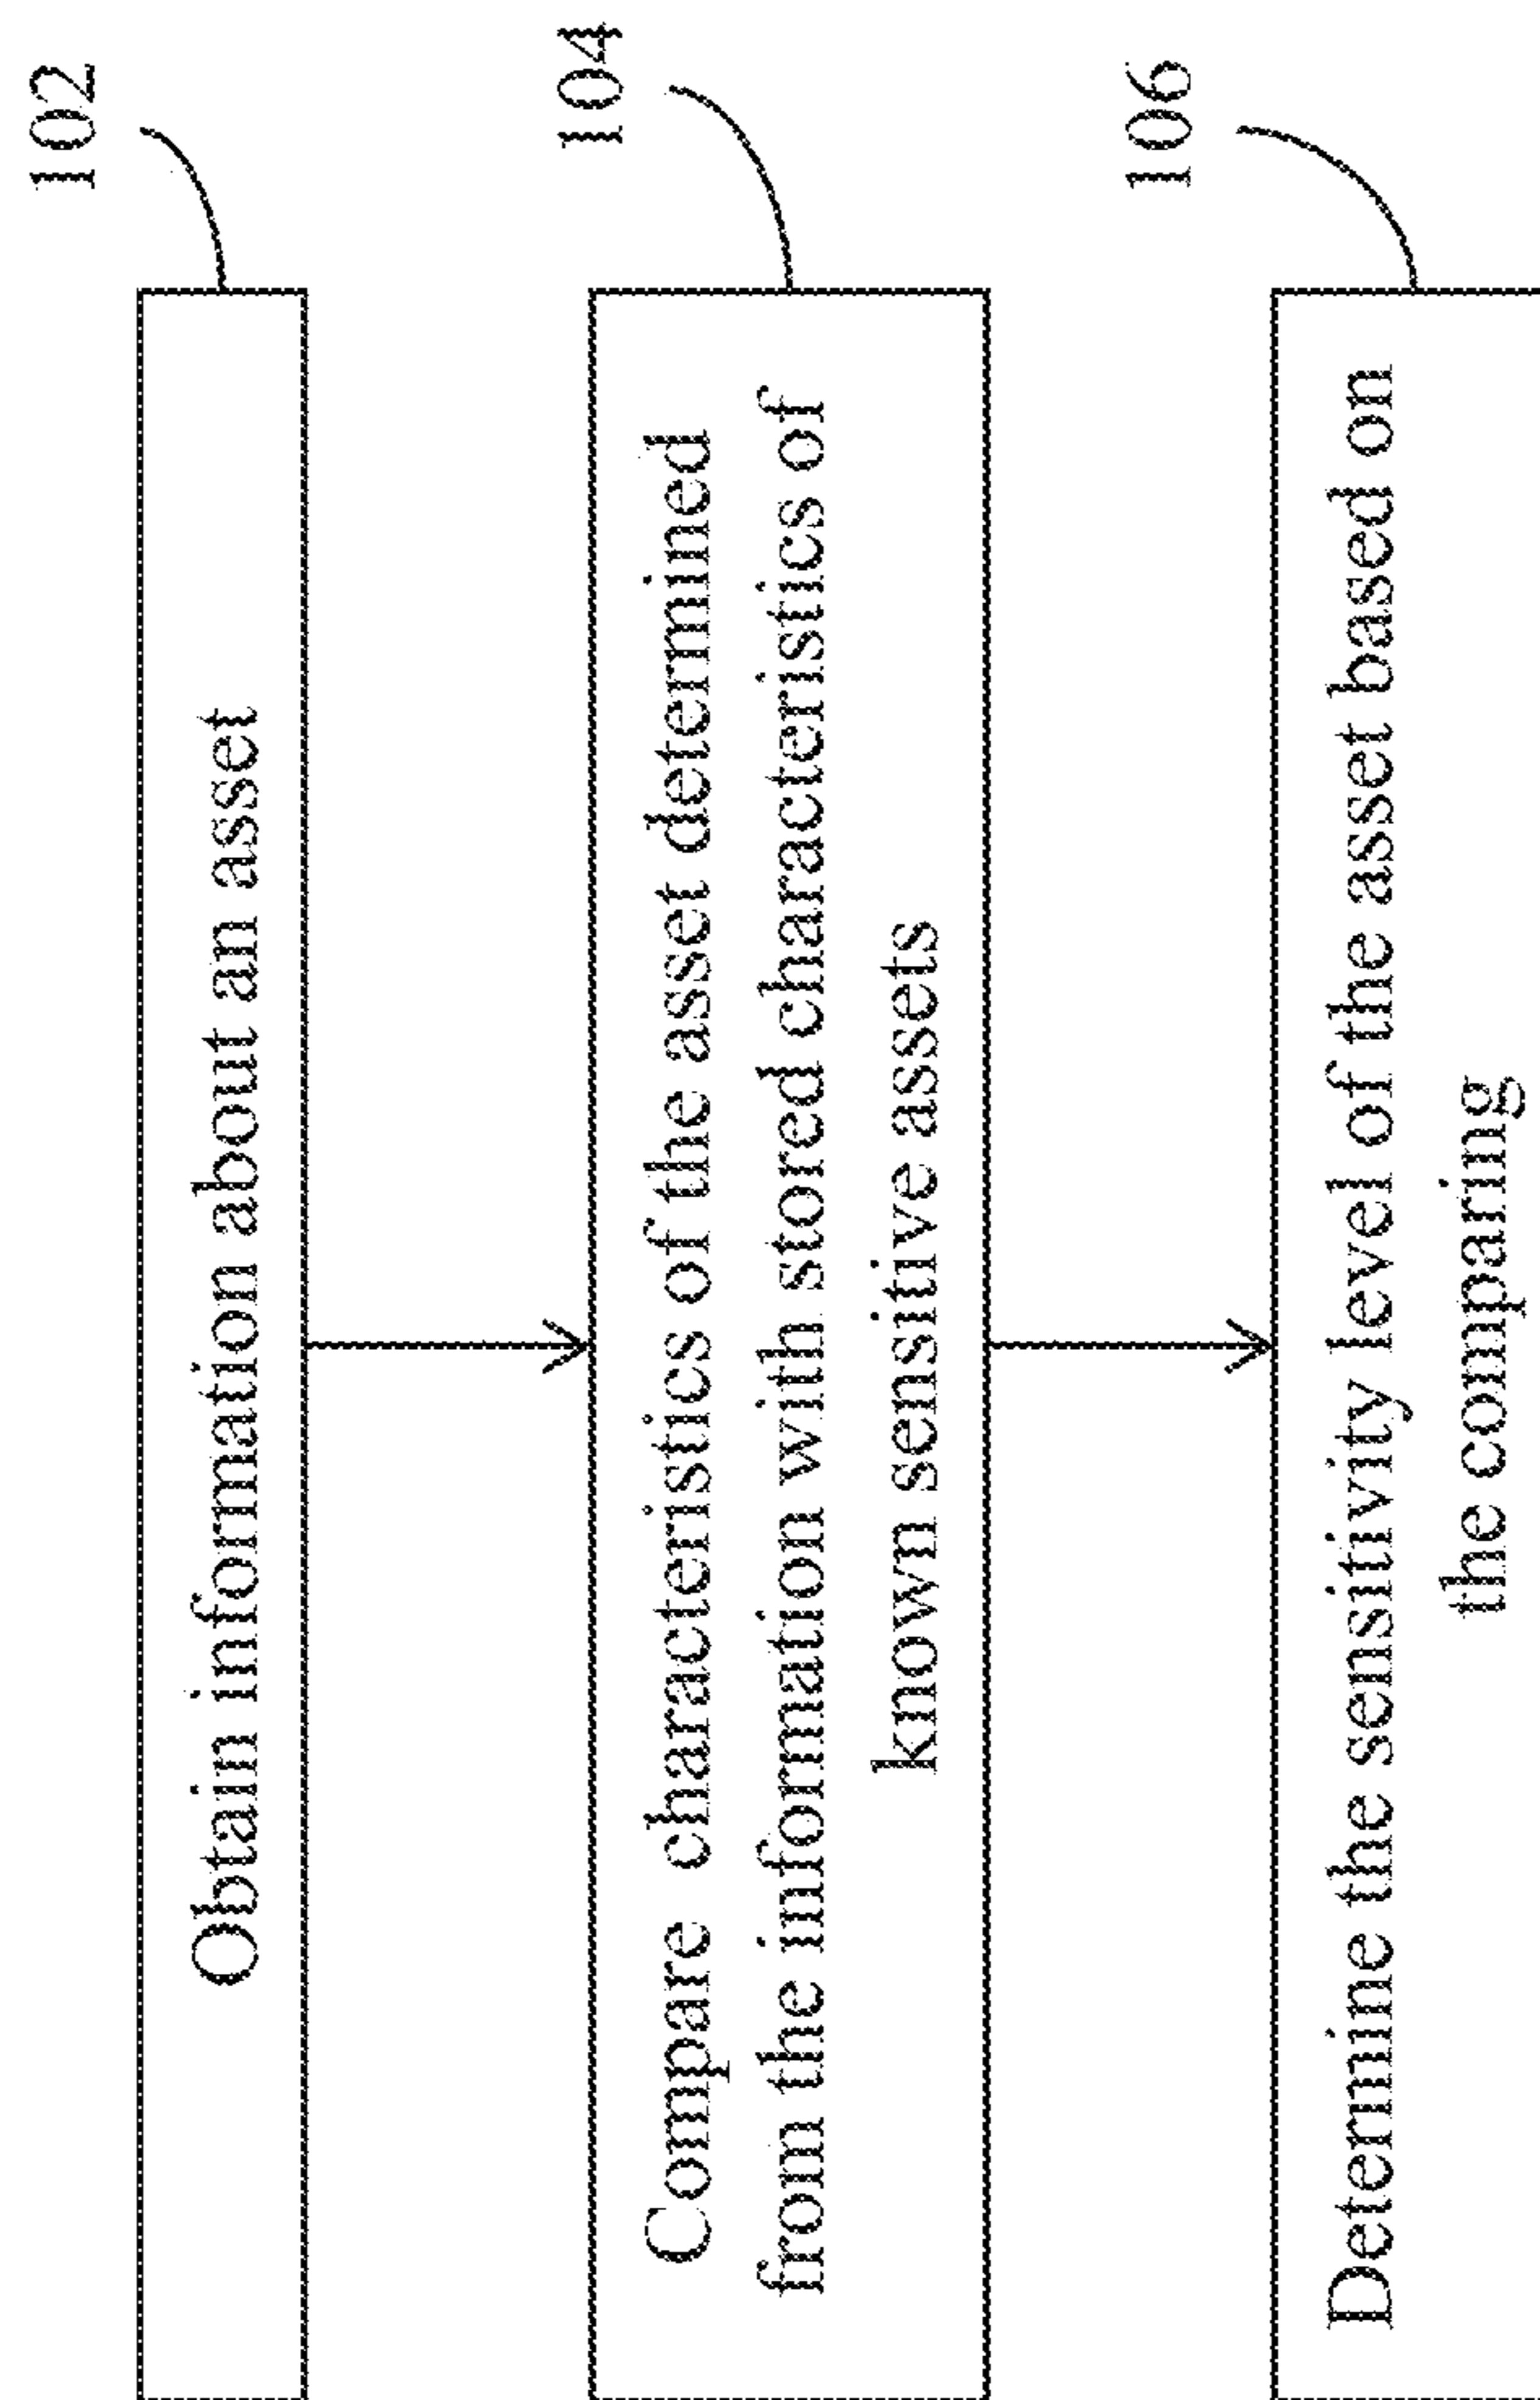 102
Obtain information about an asset
104
Compare characteristics of the asset determined
from the information with stored characteristics of
known sensitive assets
106
Determine the sensitivity level of the asset based on
the comparing